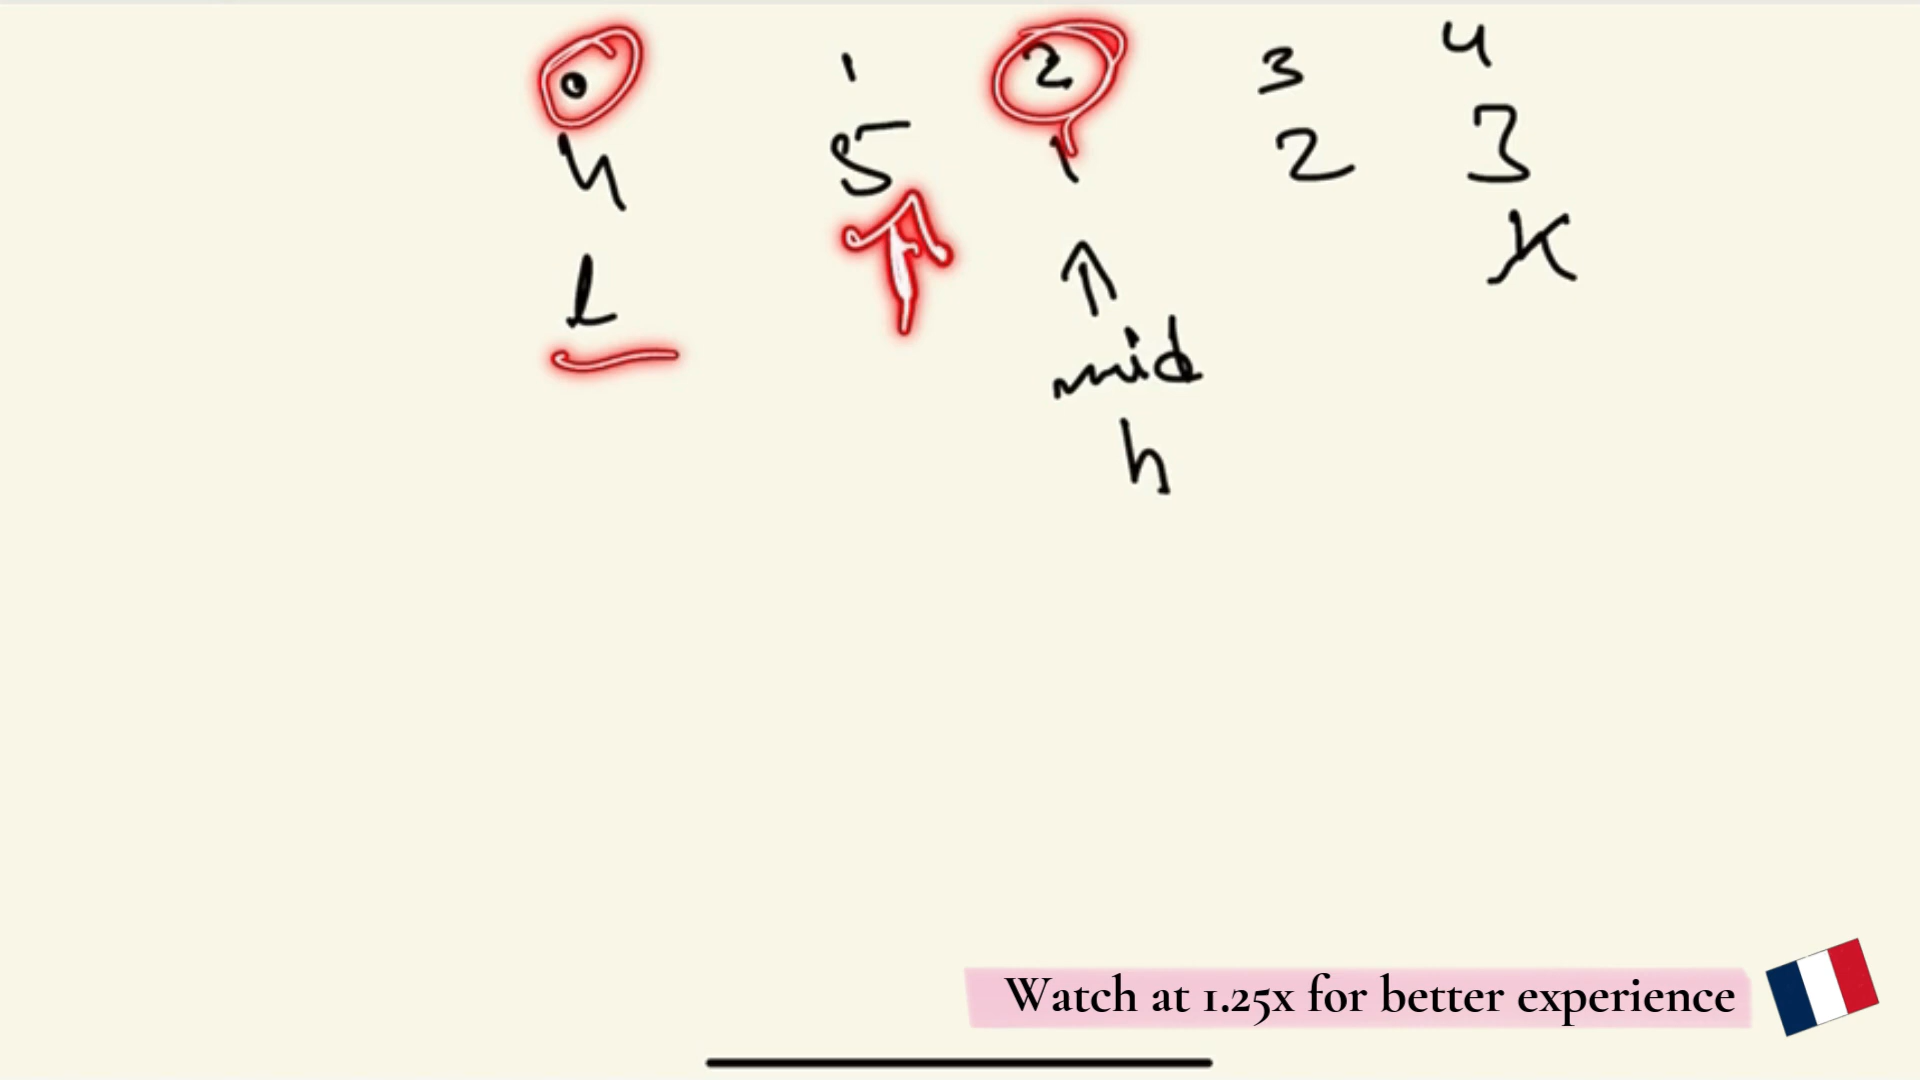 0 1 2 3 4
4 5 1 2 3
l
mid
h
Watch at 1.25x for better experience